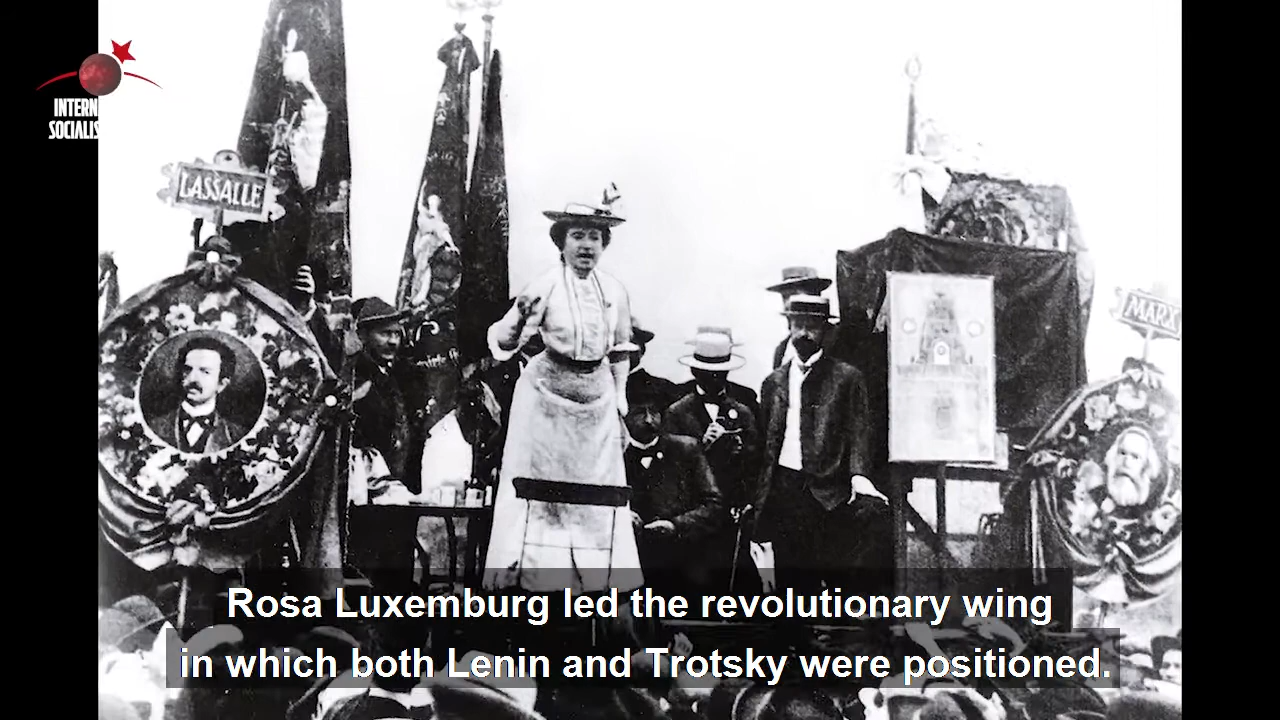 INTERN
SOCIALIS
LASSALLE
MARX
Rosa Luxemburg led the revolutionary wing
in which both Lenin and Trotsky were positioned.